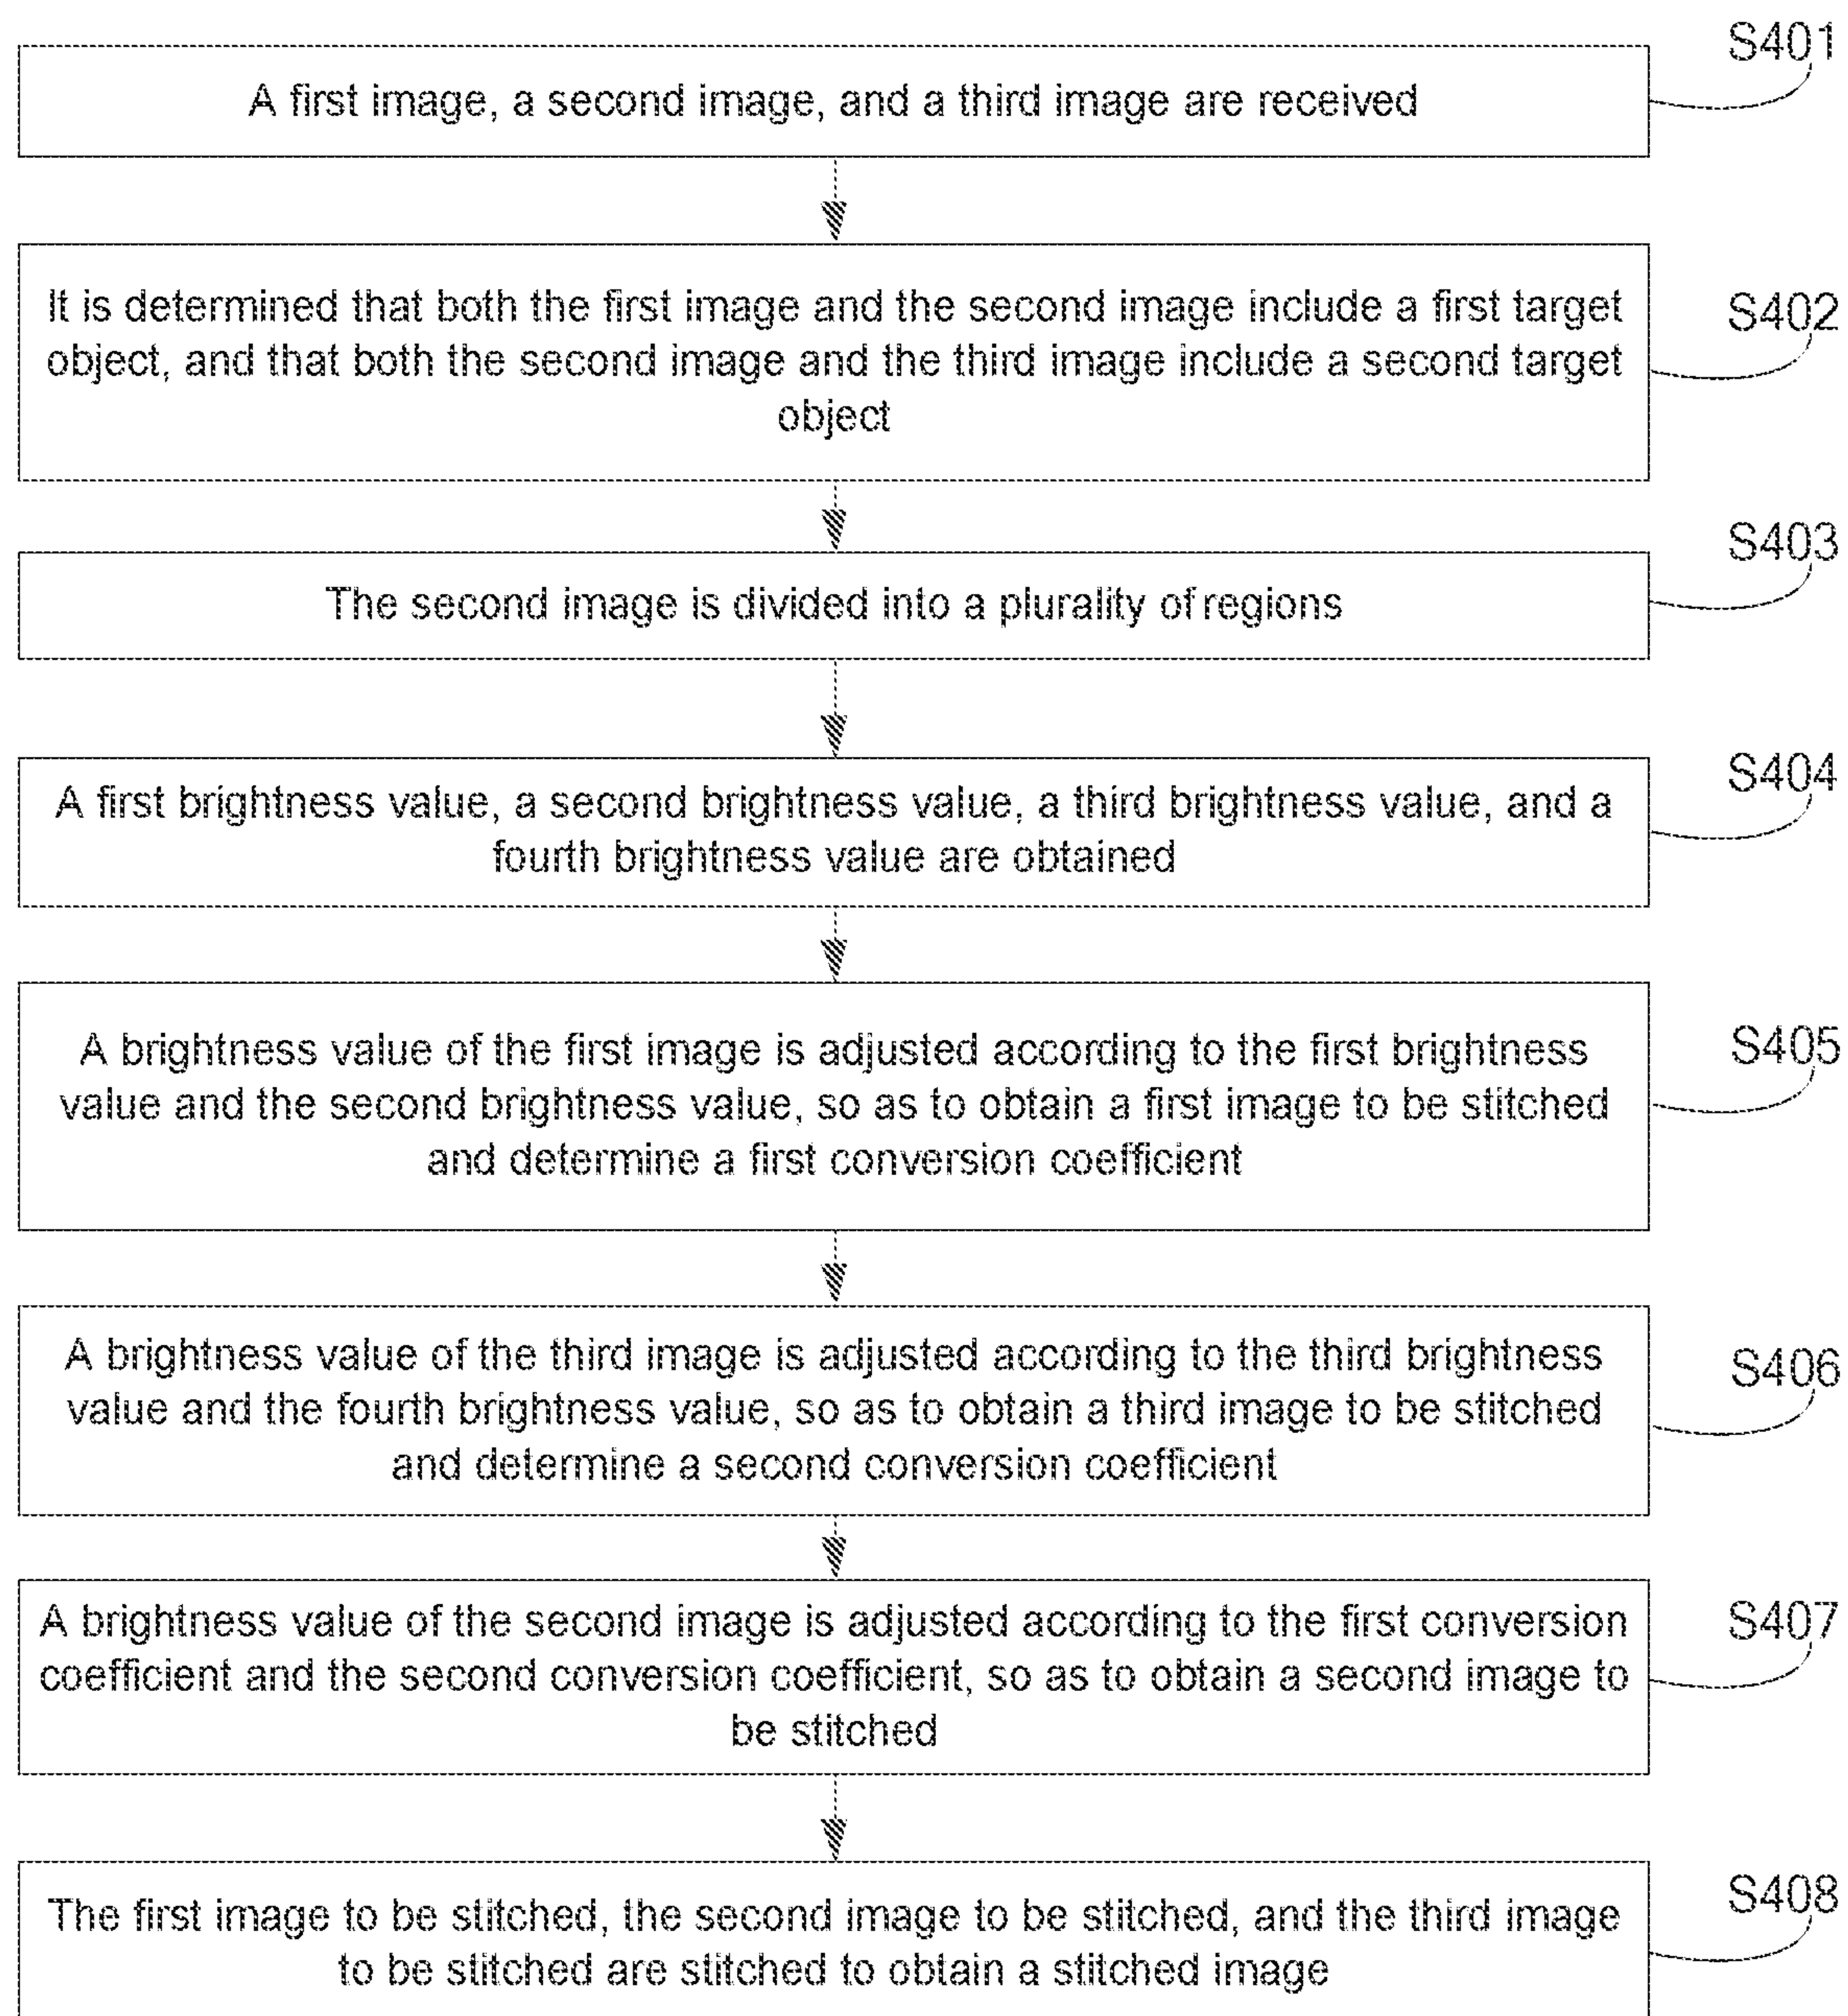 S401
A first image, a second image, and a third image are received
S402
It is determined that both the first image and the second image include a first target
object, and that both the second image and the third image include a second target
object
S403
The second image is divided into a plurality of regions
S404
A first brightness value, a second brightness value, a third brightness value, and a
fourth brightness value are obtained
S405
A brightness value of the first image is adjusted according to the first brightness
value and the second brightness value, so as to obtain a first image to be stitched
and determine a first conversion coefficient
S406
A brightness value of the third image is adjusted according to the third brightness
value and the fourth brightness value, so as to obtain a third image to be stitched
and determine a second conversion coefficient
S407
A brightness value of the second image is adjusted according to the first conversion
coefficient and the second conversion coefficient, so as to obtain a second image to
be stitched
S408
The first image to be stitched, the second image to be stitched, and the third image
to be stitched are stitched to obtain a stitched image